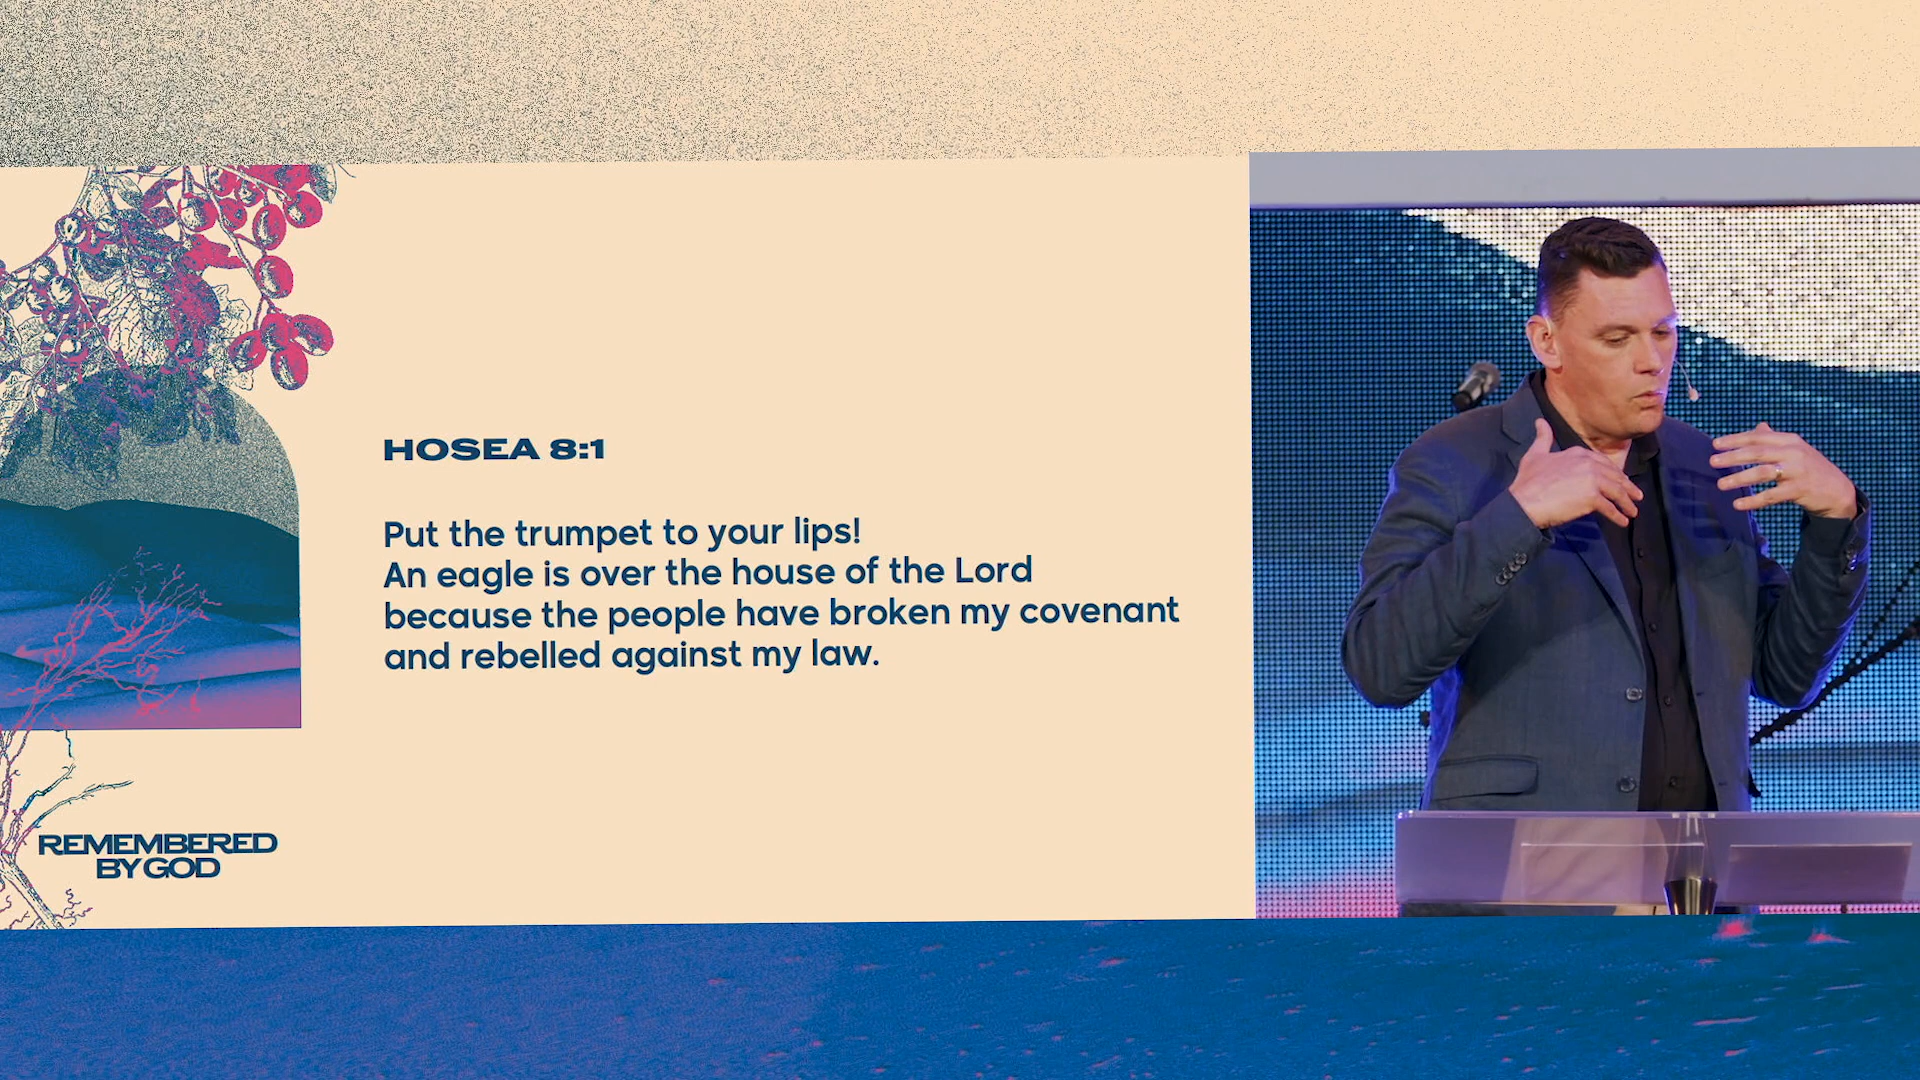 HOSEA 8:1
Put the trumpet to your lips!
An eagle is over the house of the Lord
because the people have broken my covenant
and rebelled against my law.
REMEMBERED
BY GOD